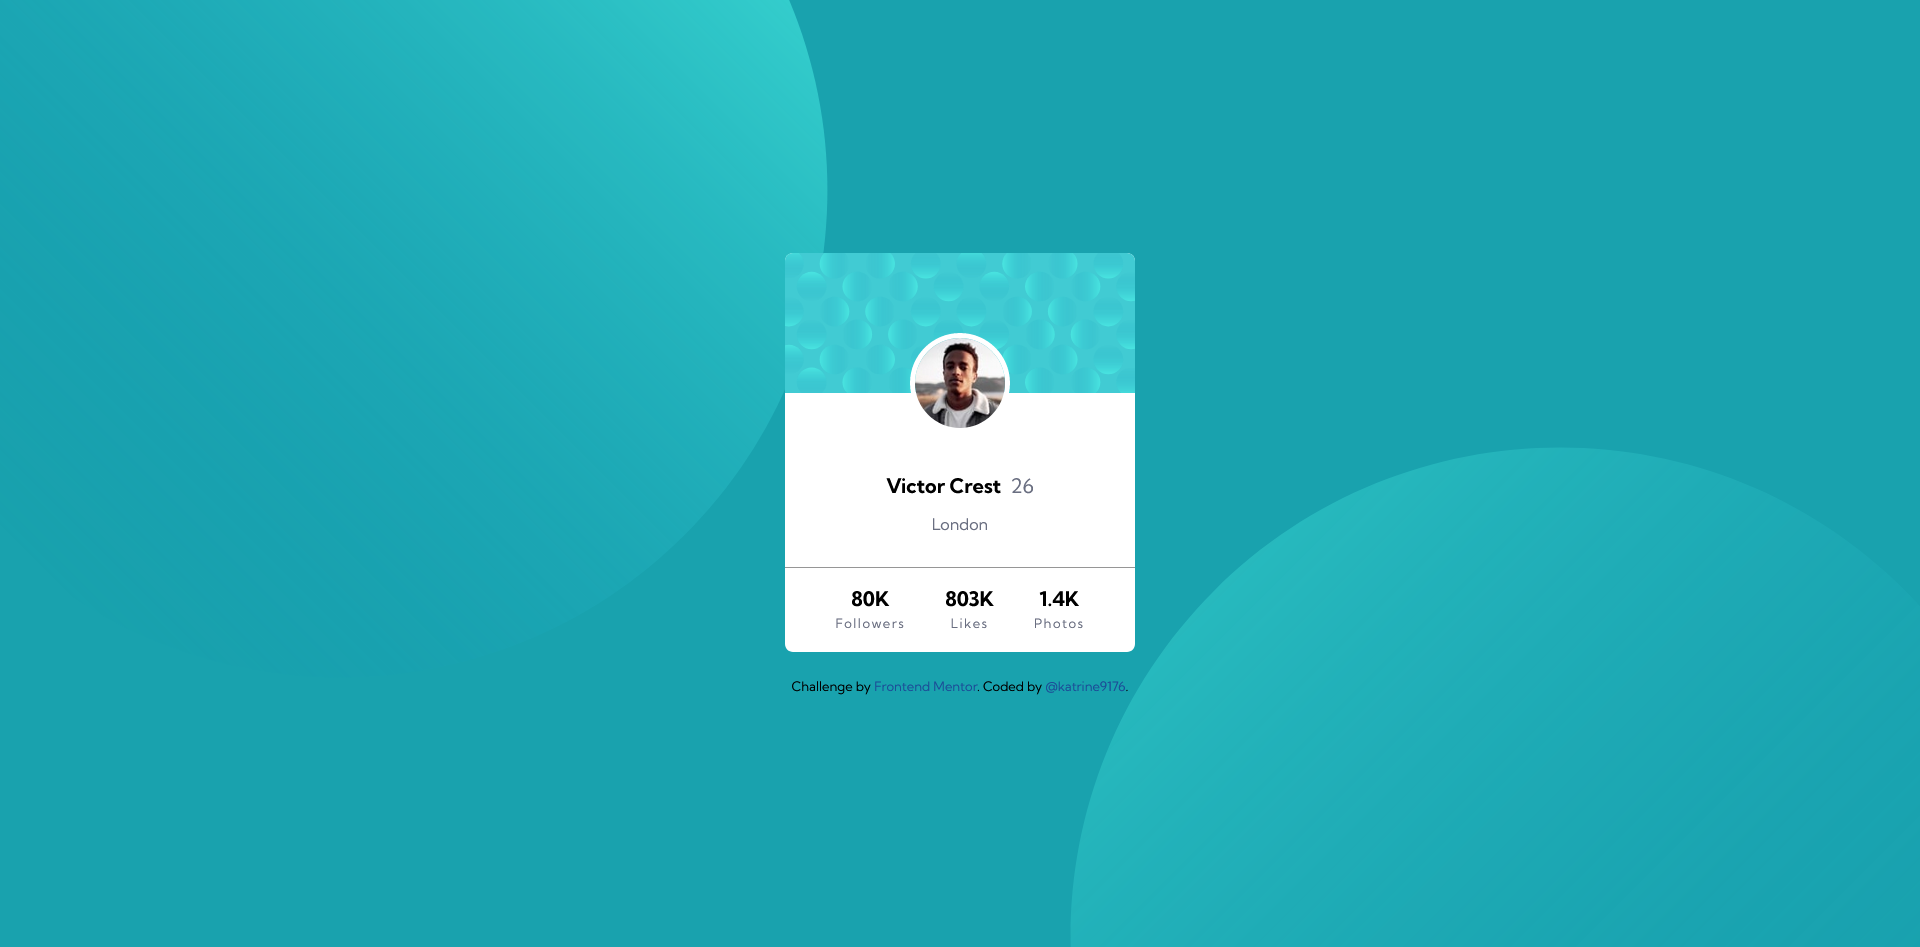 Victor Crest 26
London
80K 803K 1.4K
Followers Likes Photos
Challenge by Frontend Mentor. Coded by @katrine9176.